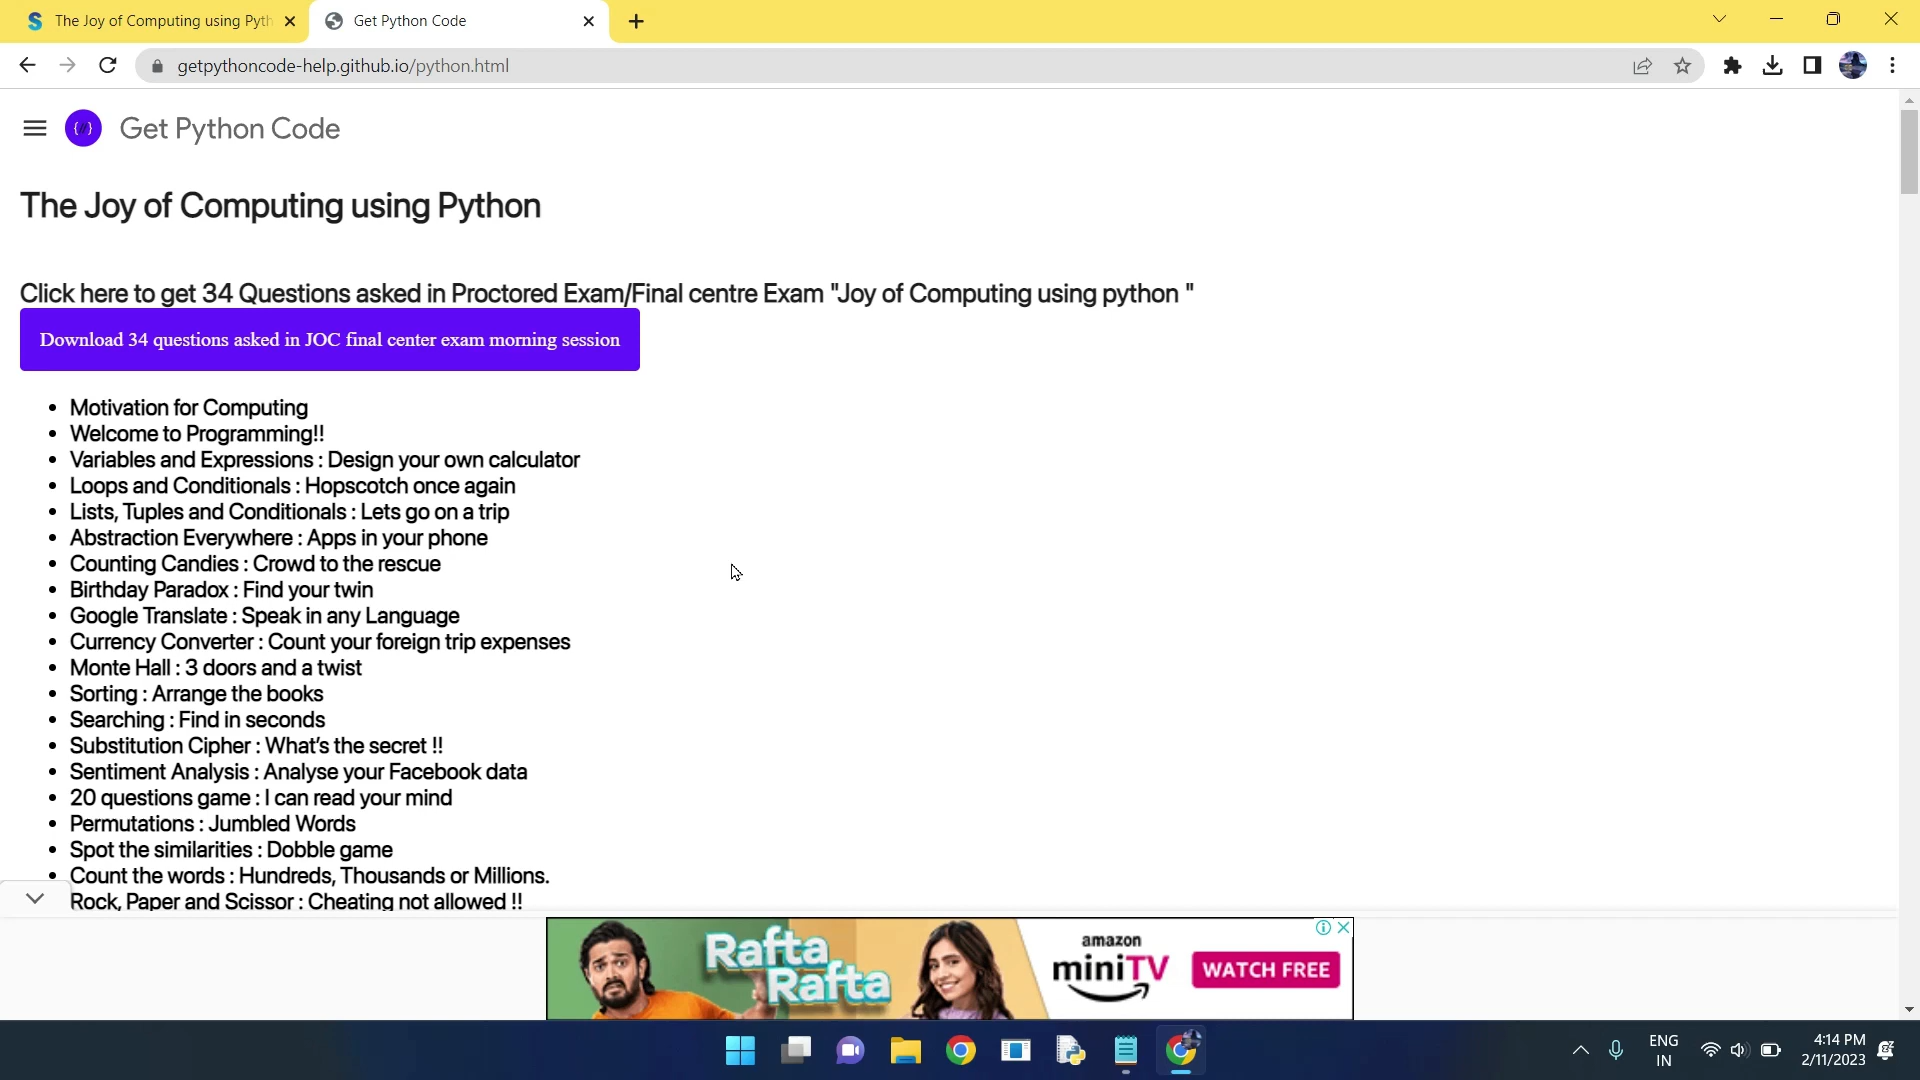 The Joy of Computing using Pyth
Get Python Code
getpythoncode-help.github.io/python.html
{//} Get Python Code
The Joy of Computing using Python
Click here to get 34 Questions asked in Proctored Exam/Final centre Exam "Joy of Computing using python "
Download 34 questions asked in JOC final center exam morning session
• Motivation for Computing
• Welcome to Programming!!
• Variables and Expressions : Design your own calculator
• Loops and Conditionals : Hopscotch once again
• Lists, Tuples and Conditionals : Lets go on a trip
• Abstraction Everywhere : Apps in your phone
• Counting Candies : Crowd to the rescue
• Birthday Paradox : Find your twin
• Google Translate : Speak in any Language
• Currency Converter : Count your foreign trip expenses
• Monte Hall : 3 doors and a twist
• Sorting : Arrange the books
• Searching : Find in seconds
• Substitution Cipher : What's the secret !!
• Sentiment Analysis : Analyse your Facebook data
• 20 questions game : I can read your mind
• Permutations : Jumbled Words
• Spot the similarities : Dobble game
• Count the words : Hundreds, Thousands or Millions.
Rock, Paper and Scissor : Cheating not allowed !!
Rafta
Rafta
amazon
miniTV
WATCH FREE
ENG
IN
4:14 PM
2/11/2023